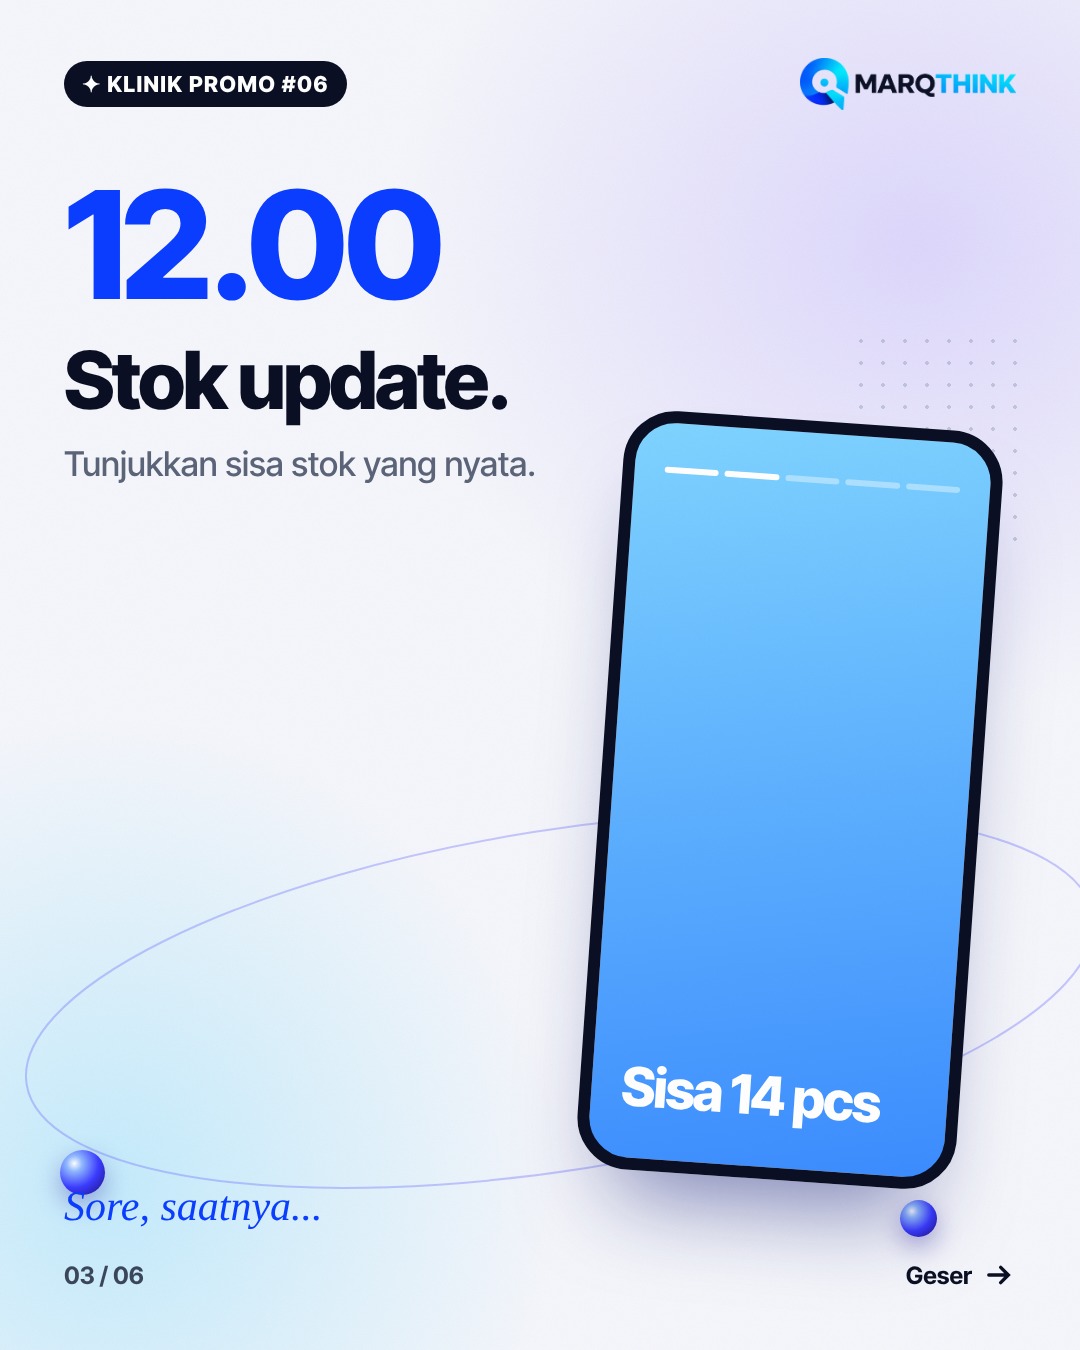 ✦ KLINIK PROMO #06
MARQTHINK
12.00
Stok update.
Tunjukkan sisa stok yang nyata.
Sisa 14 pcs
Sore, saatnya...
03 / 06
Geser →